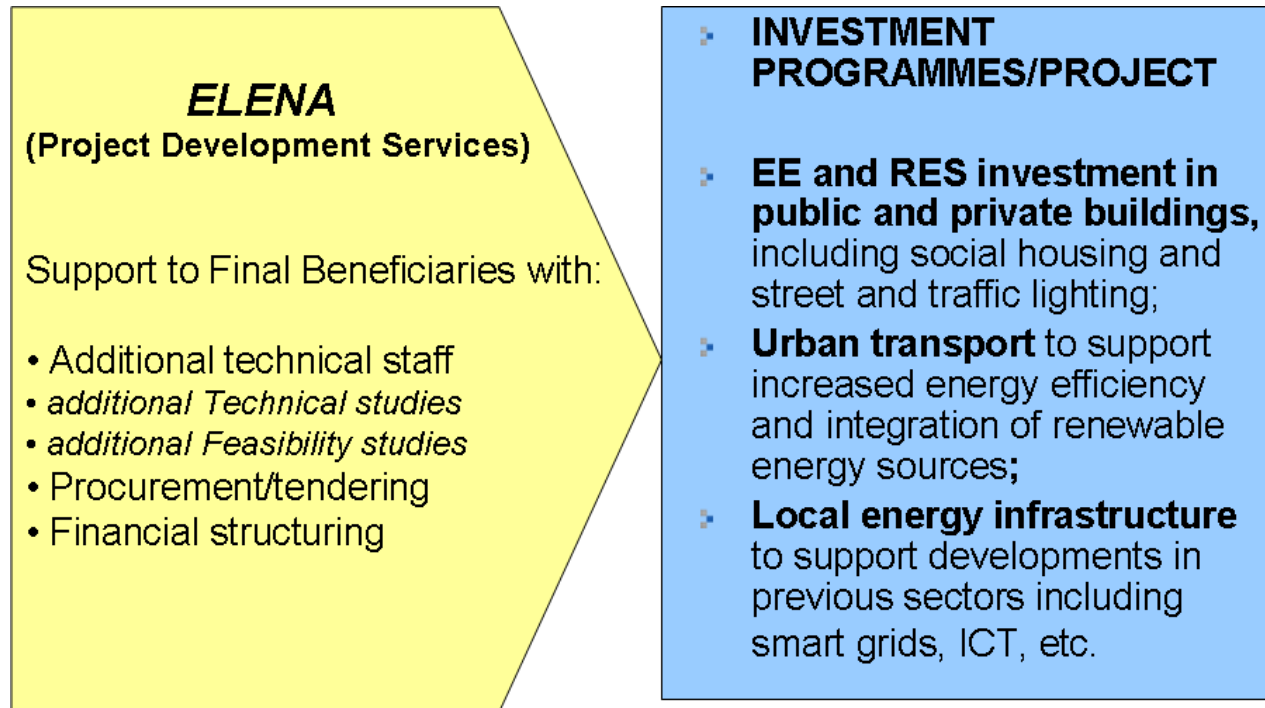 ELENA
(Project Development Services)
Support to Final Beneficiaries with:
• Additional technical staff
• additional Technical studies
• additional Feasibility studies
• Procurement/tendering
• Financial structuring
INVESTMENT
PROGRAMMES/PROJECT
EE and RES investment in
public and private buildings,
including social housing and
street and traffic lighting;
Urban transport to support
increased energy efficiency
and integration of renewable
energy sources;
Local energy infrastructure
to support developments in
previous sectors including
smart grids, ICT, etc.